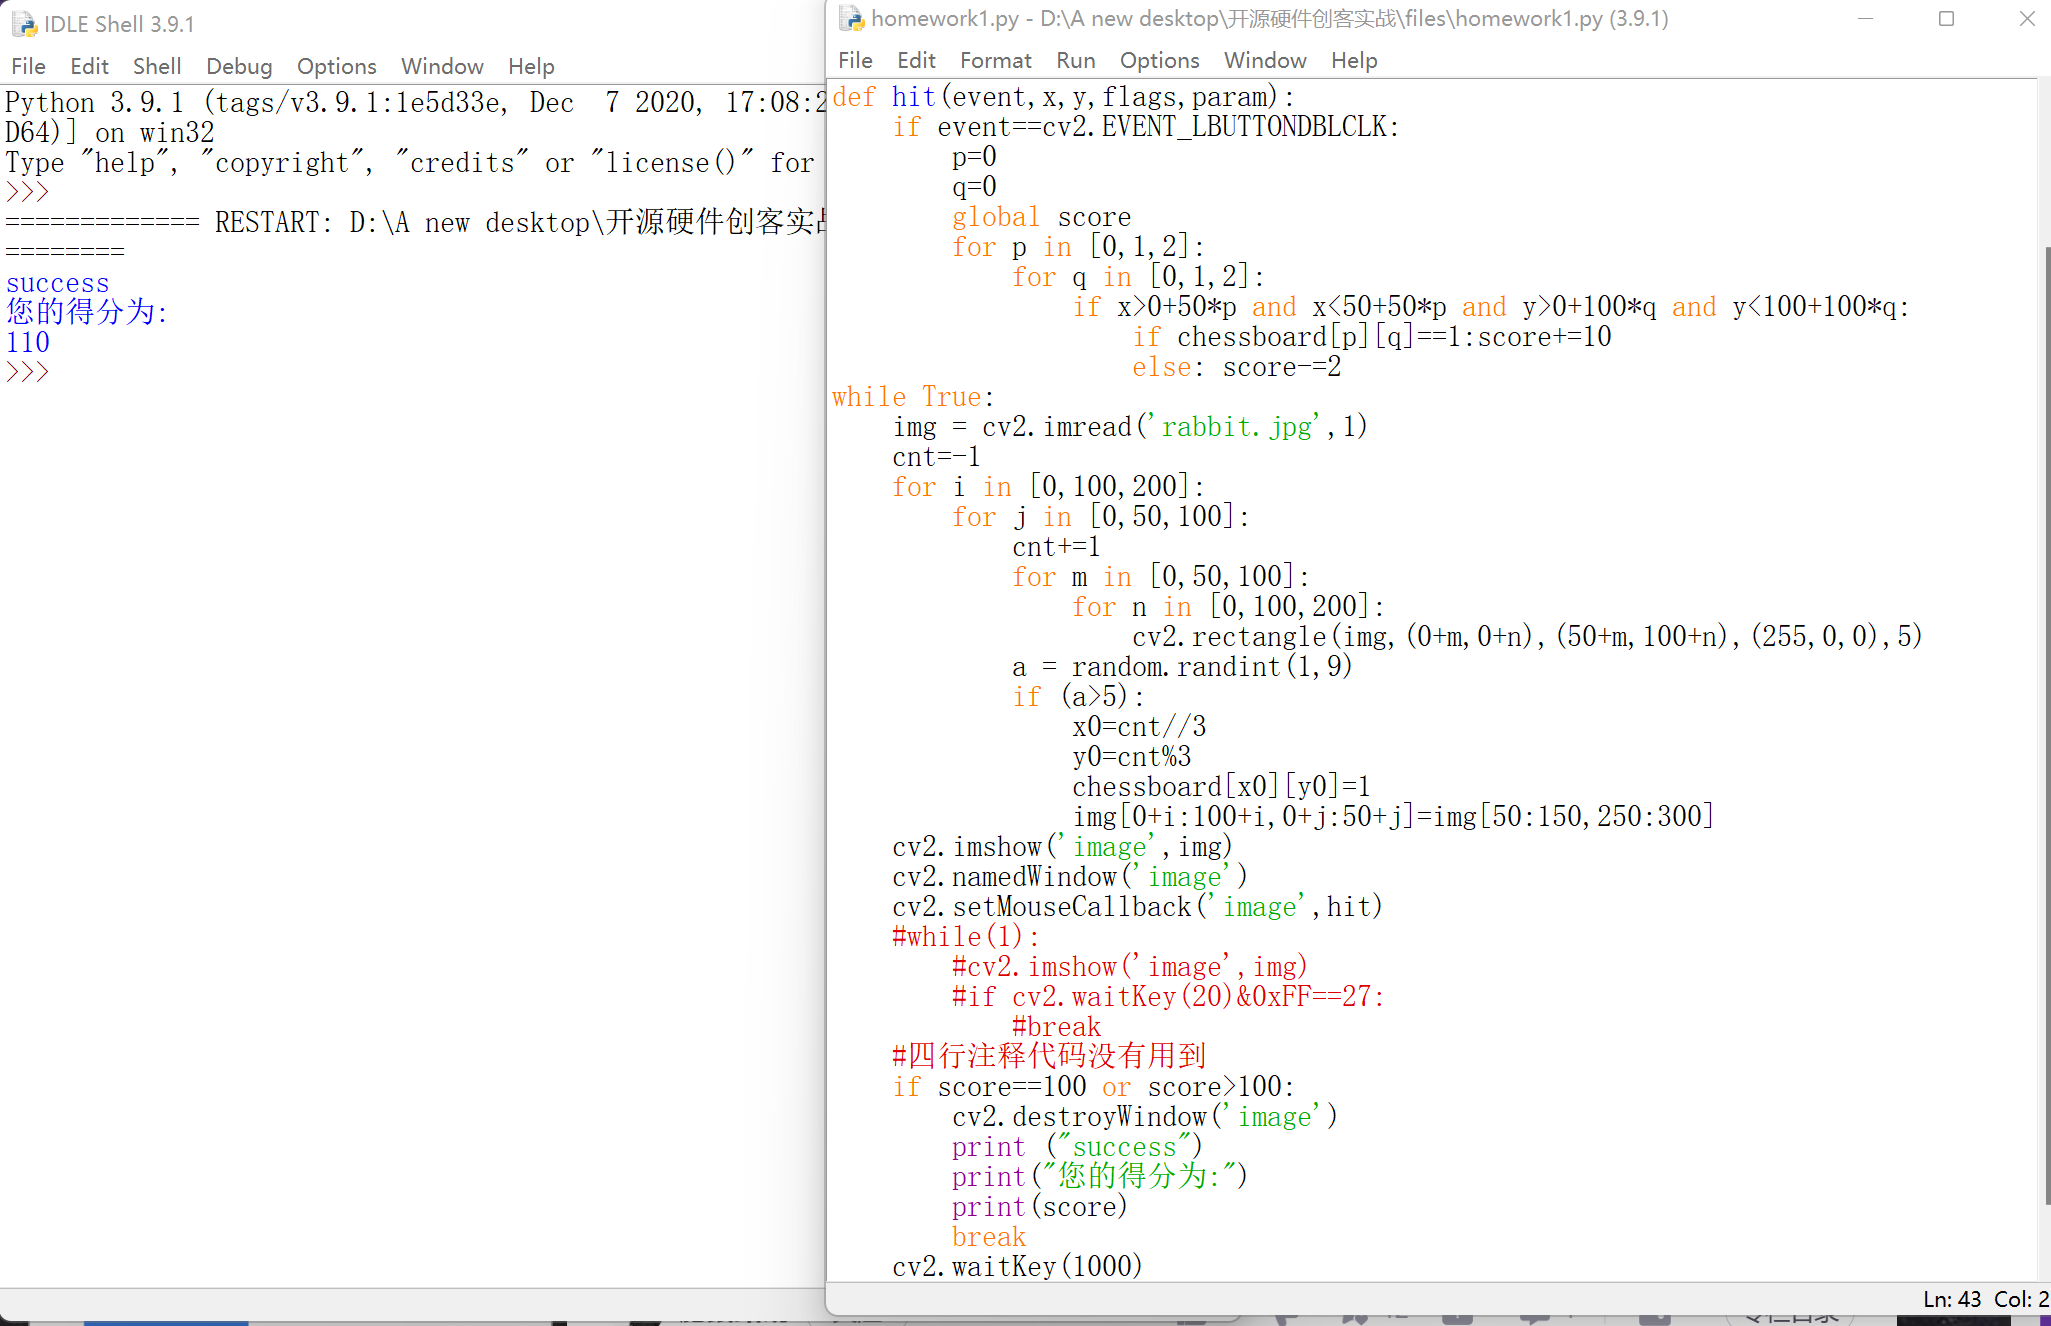 IDLE Shell 3.9.1
File Edit Shell Debug Options Window Help
Python 3.9.1 (tags/v3.9.1:1e5d33e, Dec  7 2020, 17:08:2
D64)] on win32
Type "help", "copyright", "credits" or "license()" for
>>>
============= RESTART: D:\A new desktop\开源硬件创客实
========
success
您的得分为:
110
>>>
homework1.py - D:\A new desktop\开源硬件创客实战\files\homework1.py (3.9.1)
File Edit Format Run Options Window Help
def hit(event,x,y,flags,param):
    if event==cv2.EVENT_LBUTTONDBLCLK:
        p=0
        q=0
        global score
        for p in [0,1,2]:
            for q in [0,1,2]:
                if x>0+50*p and x<50+50*p and y>0+100*q and y<100+100*q:
                    if chessboard[p][q]==1:score+=10
                    else: score-=2
while True:
    img = cv2.imread('rabbit.jpg',1)
    cnt=-1
    for i in [0,100,200]:
        for j in [0,50,100]:
            cnt+=1
            for m in [0,50,100]:
                for n in [0,100,200]:
                    cv2.rectangle(img,(0+m,0+n),(50+m,100+n),(255,0,0),5)
            a = random.randint(1,9)
            if (a>5):
                x0=cnt//3
                y0=cnt%3
                chessboard[x0][y0]=1
                img[0+i:100+i,0+j:50+j]=img[50:150,250:300]
    cv2.imshow('image',img)
    cv2.namedWindow('image')
    cv2.setMouseCallback('image',hit)
    #while(1):
        #cv2.imshow('image',img)
        #if cv2.waitKey(20)&0xFF==27:
            #break
    #四行注释代码没有用到
    if score==100 or score>100:
        cv2.destroyWindow('image')
        print ("success")
        print("您的得分为:")
        print(score)
        break
    cv2.waitKey(1000)
Ln: 43 Col: 2